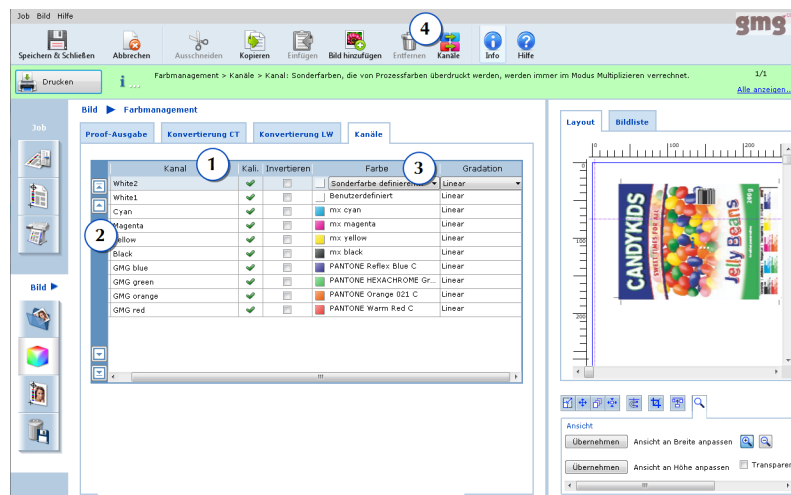 Job Bild Hilfe
gmg
4
Speichern & Schließen Abbrechen Ausschneiden Kopieren Einfügen Bild hinzufügen Entfernen Kanäle Info Hilfe
Drucken
Farbmanagement > Kanäle > Kanal: Sonderfarben, die von Prozessfarben überdruckt werden, werden immer im Modus Multiplizieren verrechnet.
1/1
Alle anzeigen...
Bild ▶ Farbmanagement
Job
Proof-Ausgabe Konvertierung CT Konvertierung LW Kanäle
Layout Bildliste
1 3
Kanal Kali. Invertieren Farbe Gradation
White2 Sonderfarbe definieren... Linear
White1 Benutzerdefiniert Linear
Cyan mx cyan Linear
Magenta mx magenta Linear
2
Yellow mx yellow Linear
Black mx black Linear
GMG blue PANTONE Reflex Blue C Linear
GMG green PANTONE HEXACHROME Gr... Linear
GMG orange PANTONE Orange 021 C Linear
GMG red PANTONE Warm Red C Linear
Bild ▶
0 100 200
0
100
200
CANDYKIDS
SWEET TIMES FOR ALL
Jelly Beans
200g
Ansicht
Übernehmen Ansicht an Breite anpassen
Übernehmen Ansicht an Höhe anpassen Transparen